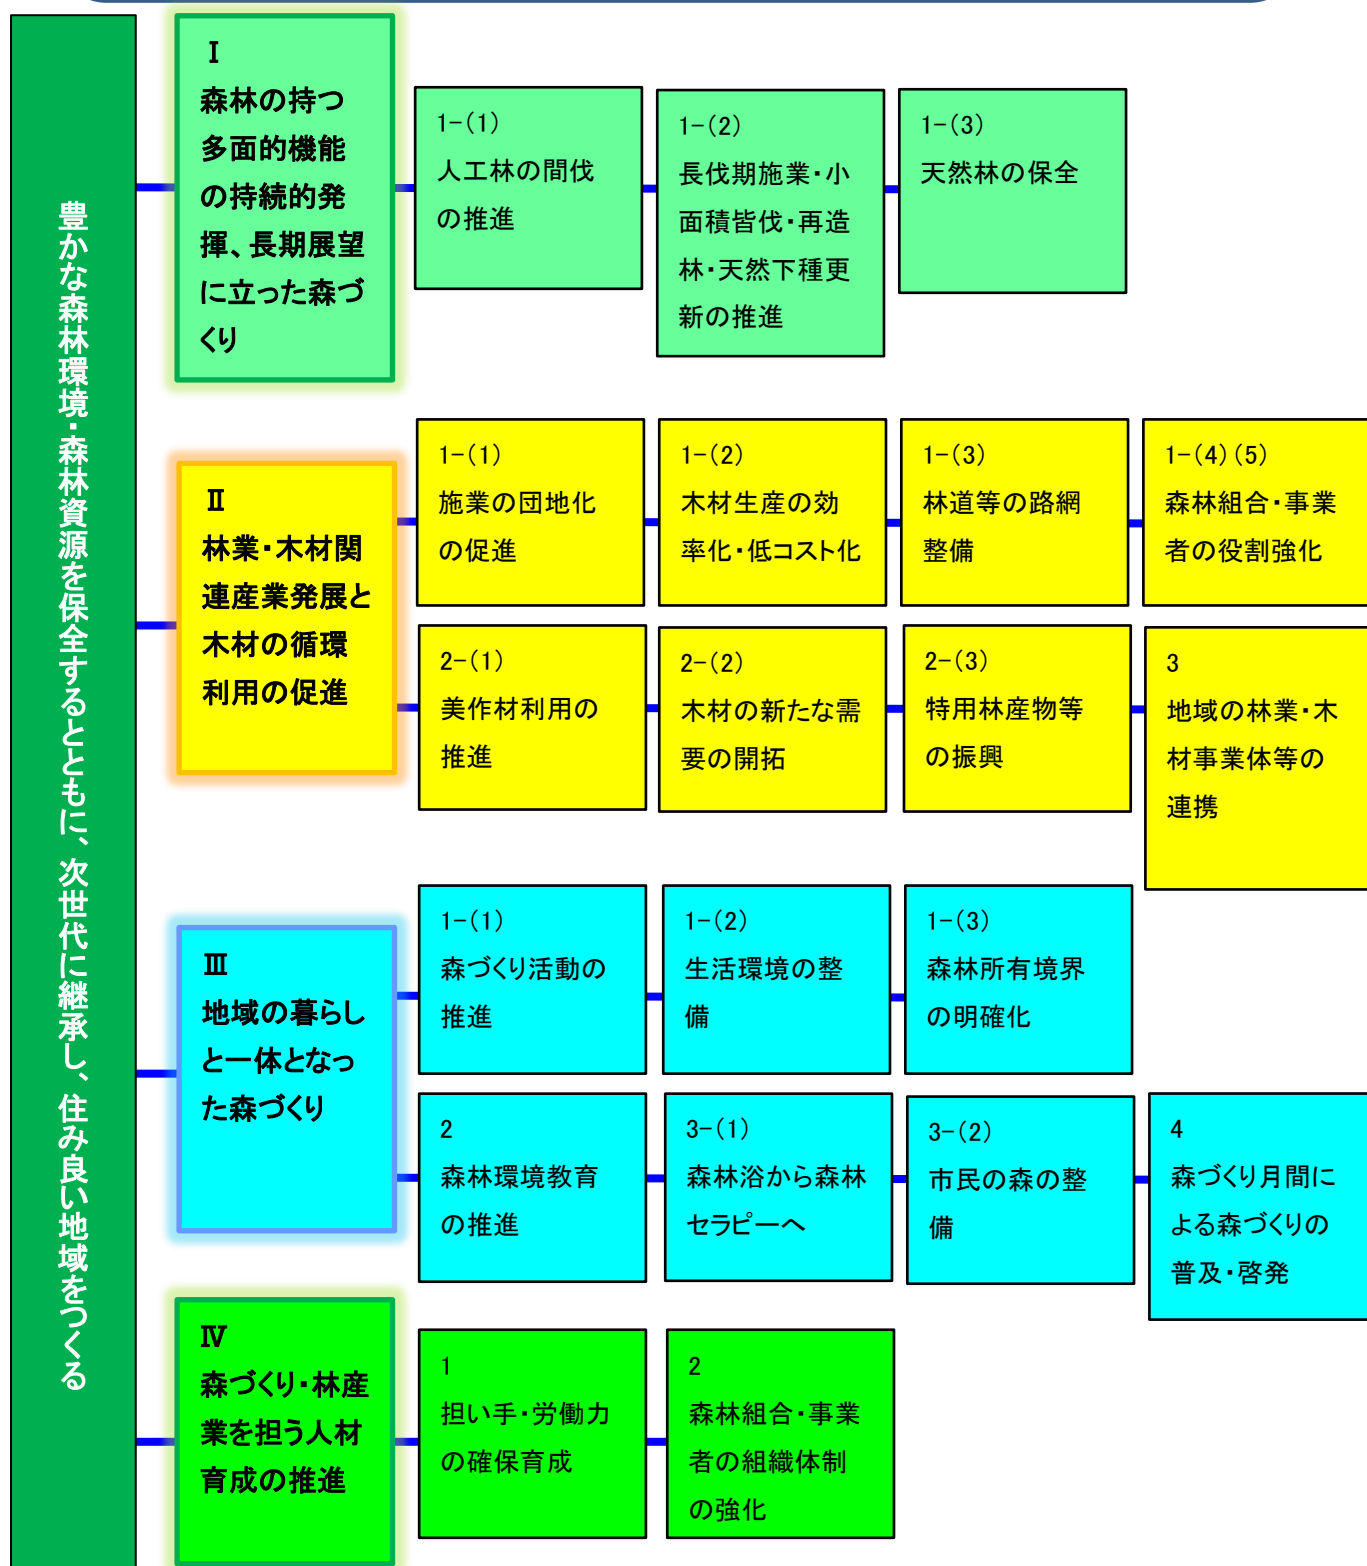 豊かな森林環境・森林資源を保全するとともに、次世代に継承し、住み良い地域をつくる
Ⅰ
森林の持つ
多面的機能
の持続的発
揮、長期展望
に立った森づ
くり
1-(1)
人工林の間伐
の推進
1-(2)
長伐期施業・小
面積皆伐・再造
林・天然下種更
新の推進
1-(3)
天然林の保全
Ⅱ
林業・木材関
連産業発展と
木材の循環
利用の促進
1-(1)
施業の団地化
の促進
1-(2)
木材生産の効
率化・低コスト化
1-(3)
林道等の路網
整備
1-(4)(5)
森林組合・事業
者の役割強化
2-(1)
美作材利用の
推進
2-(2)
木材の新たな需
要の開拓
2-(3)
特用林産物等
の振興
3
地域の林業・木
材事業体等の
連携
Ⅲ
地域の暮らし
と一体となっ
た森づくり
1-(1)
森づくり活動の
推進
1-(2)
生活環境の整
備
1-(3)
森林所有境界
の明確化
2
森林環境教育
の推進
3-(1)
森林浴から森林
セラピーへ
3-(2)
市民の森の整
備
4
森づくり月間に
よる森づくりの
普及・啓発
Ⅳ
森づくり・林産
業を担う人材
育成の推進
1
担い手・労働力
の確保育成
2
森林組合・事業
者の組織体制
の強化